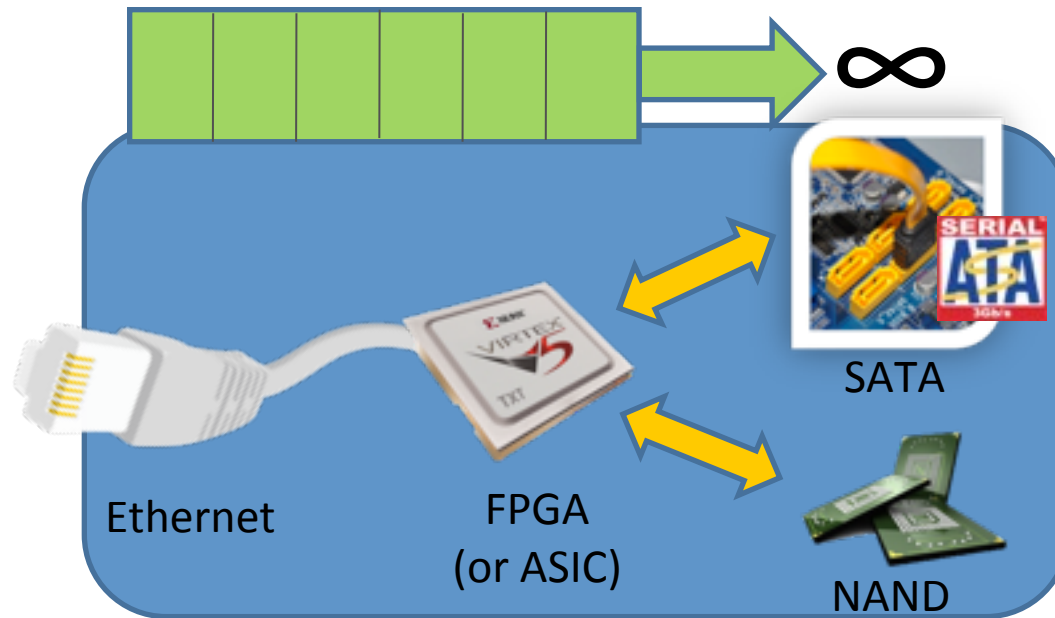 ∞
SERIAL
ATA
3Gb/s
SATA
VIRTEX
5
TXT
Ethernet
FPGA
(or ASIC)
NAND